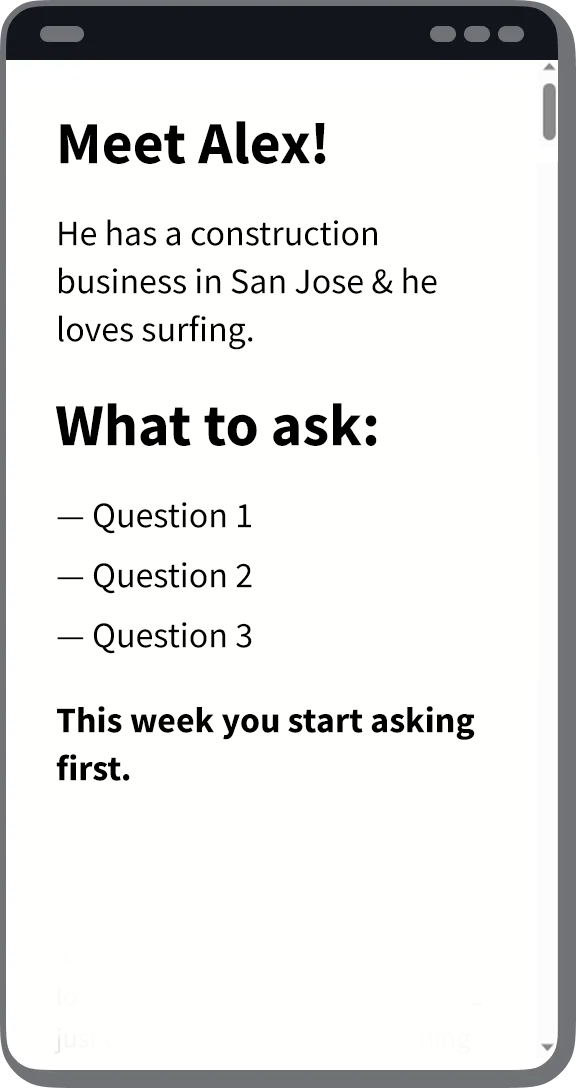 Meet Alex!
He has a construction
business in San Jose & he
loves surfing.
What to ask:
— Question 1
— Question 2
— Question 3
This week you start asking
first.